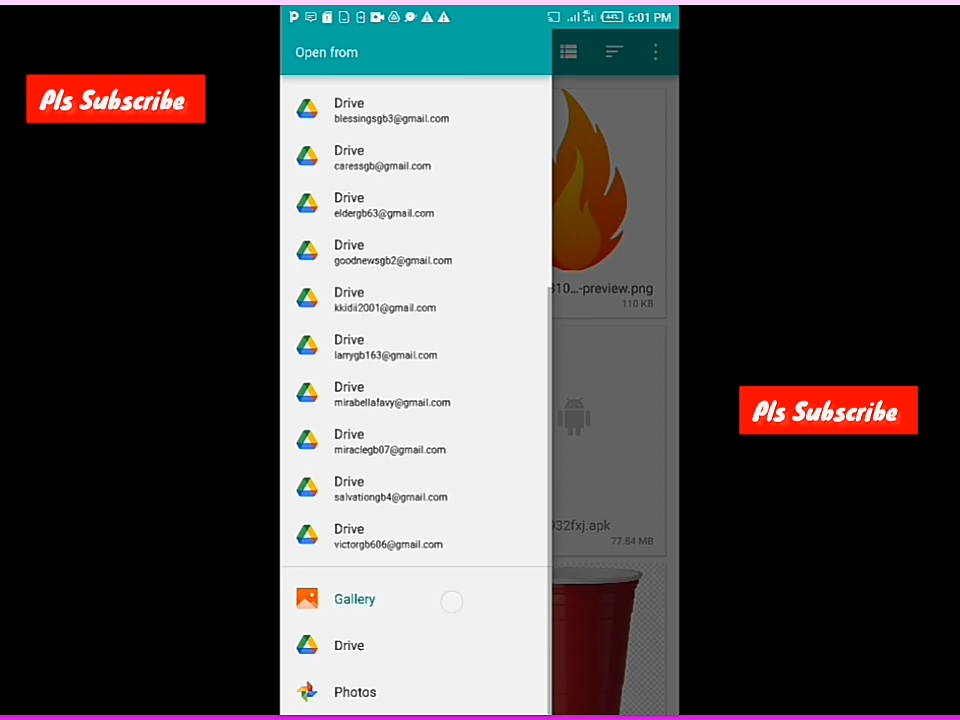 44%
6:01 PM
Open from
Pls Subscribe
Drive
blessingsgb3@gmail.com
Drive
caressgb@gmail.com
Drive
eldergb63@gmail.com
Drive
goodnewsgb2@gmail.com
Drive
kkidii2001@gmail.com
Drive
larrygb163@gmail.com
Drive
mirabellafavy@gmail.com
Drive
miraclegb07@gmail.com
Drive
salvationgb4@gmail.com
Drive
victorgb606@gmail.com
Gallery
Drive
Photos
310...-preview.png
110 KB
932fxj.apk
77.84 MB
Pls Subscribe